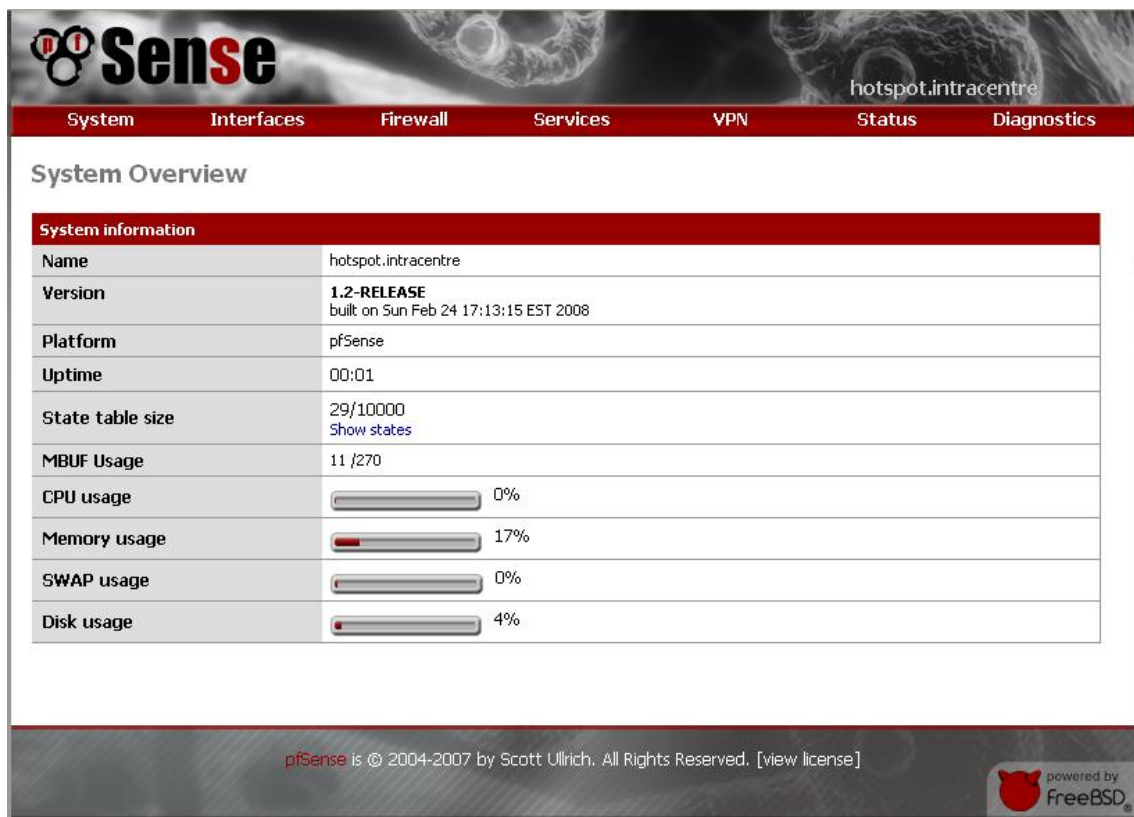 pf Sense
hotspot.intracentre
System Interfaces Firewall Services VPN Status Diagnostics
System Overview
System information
Name hotspot.intracentre
Version 1.2-RELEASE
built on Sun Feb 24 17:13:15 EST 2008
Platform pfSense
Uptime 00:01
State table size 29/10000
Show states
MBUF Usage 11 /270
CPU usage 0%
Memory usage 17%
SWAP usage 0%
Disk usage 4%
pfSense is © 2004-2007 by Scott Ullrich. All Rights Reserved. [view license]
powered by
FreeBSD